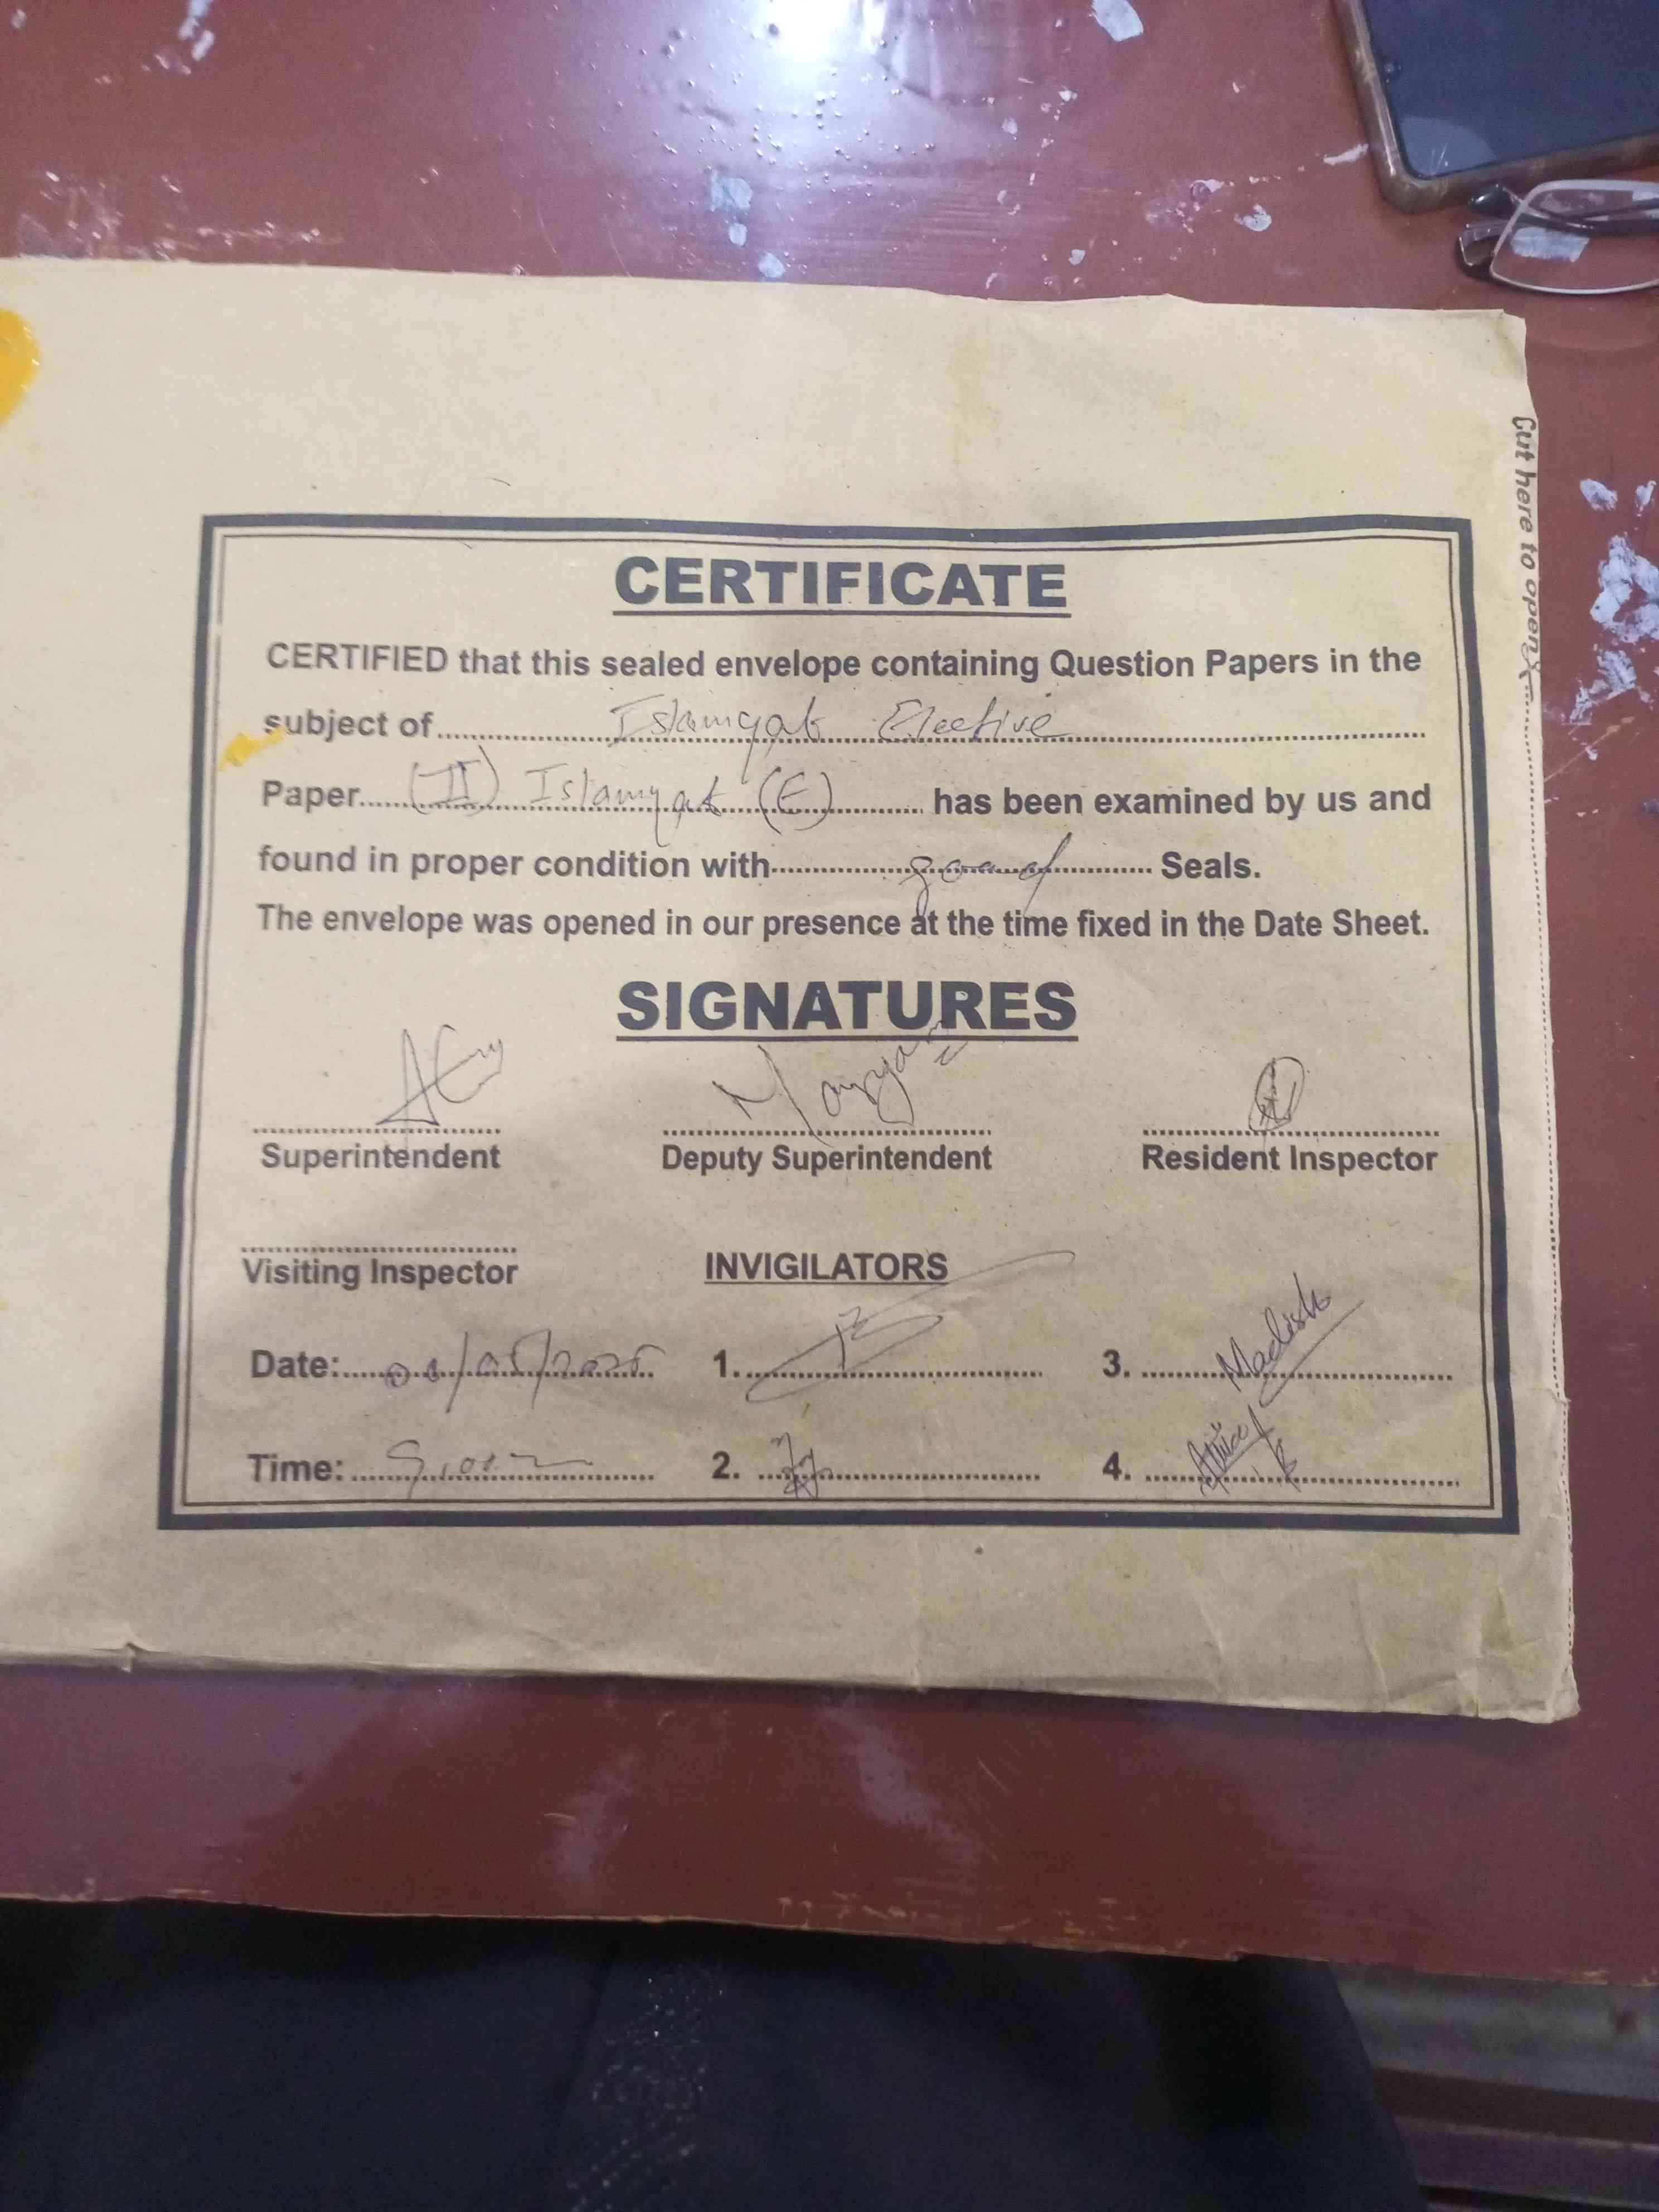 Cut here to open
CERTIFICATE
CERTIFIED that this sealed envelope containing Question Papers in the
subject of Islamyat Elective
Paper (II) Islamyat (E) has been examined by us and
found in proper condition with good Seals.
The envelope was opened in our presence at the time fixed in the Date Sheet.
SIGNATURES
Maryam
Superintendent Deputy Superintendent Resident Inspector
Visiting Inspector INVIGILATORS
Date: 1. 3. Madish
Time: 2. 4.